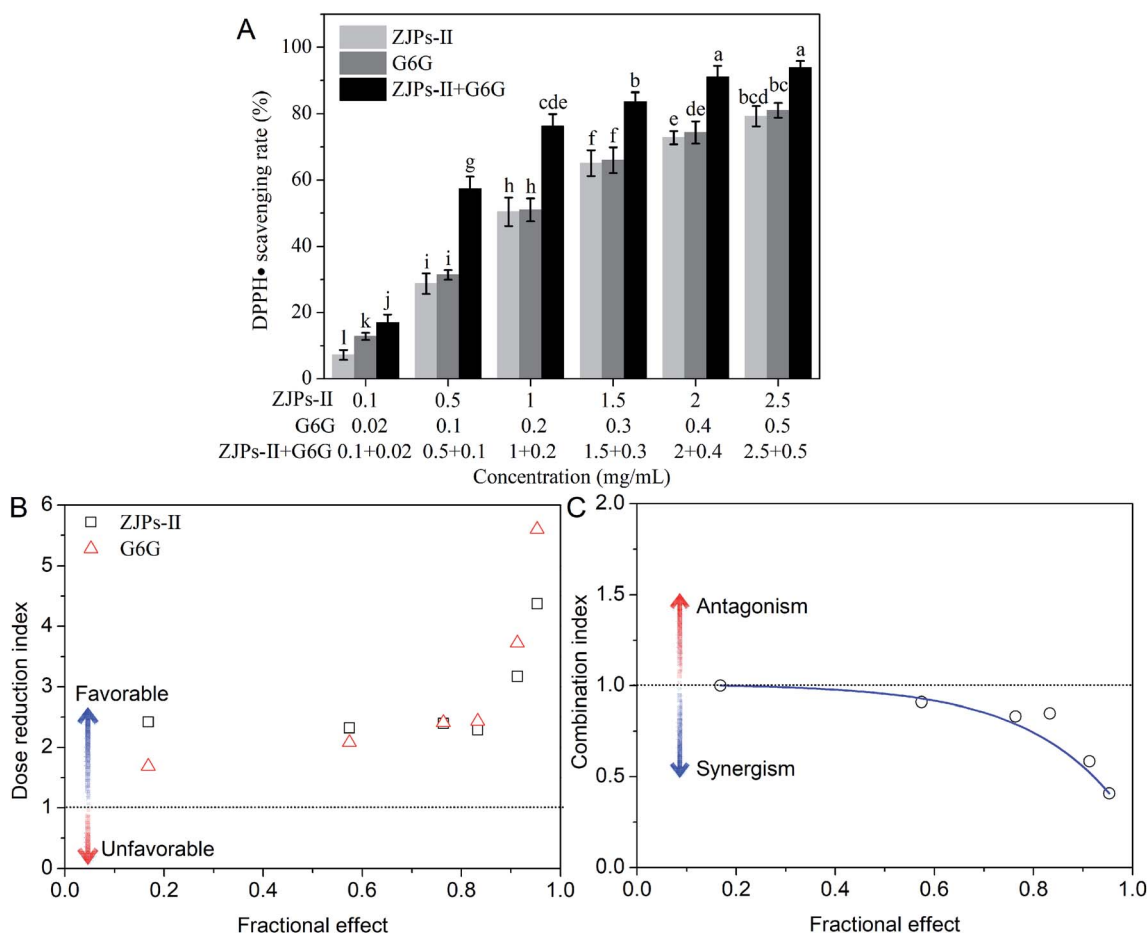 A
ZJPs-II
G6G
ZJPs-II+G6G
DPPH• scavenging rate (%)
100
80
60
40
20
0
l k j
i i g
h h cde
f f b
e de a
bcd bc a
ZJPs-II 0.1 0.5 1 1.5 2 2.5
G6G 0.02 0.1 0.2 0.3 0.4 0.5
ZJPs-II+G6G 0.1+0.02 0.5+0.1 1+0.2 1.5+0.3 2+0.4 2.5+0.5
Concentration (mg/mL)
B
ZJPs-II
G6G
Dose reduction index
6
5
4
3
2
1
0
Favorable
Unfavorable
0.0 0.2 0.4 0.6 0.8 1.0
Fractional effect
C
Combination index
2.0
1.5
1.0
0.5
0.0
Antagonism
Synergism
0.0 0.2 0.4 0.6 0.8 1.0
Fractional effect